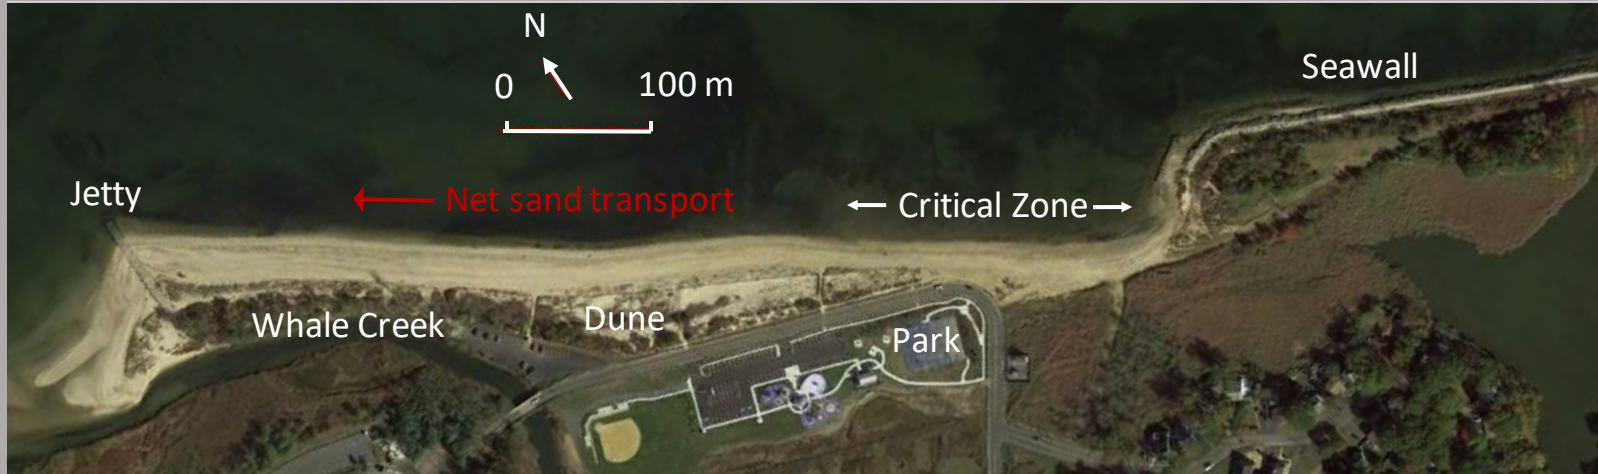 N
0 100 m
Seawall
Jetty
Net sand transport
Critical Zone
Whale Creek
Dune
Park